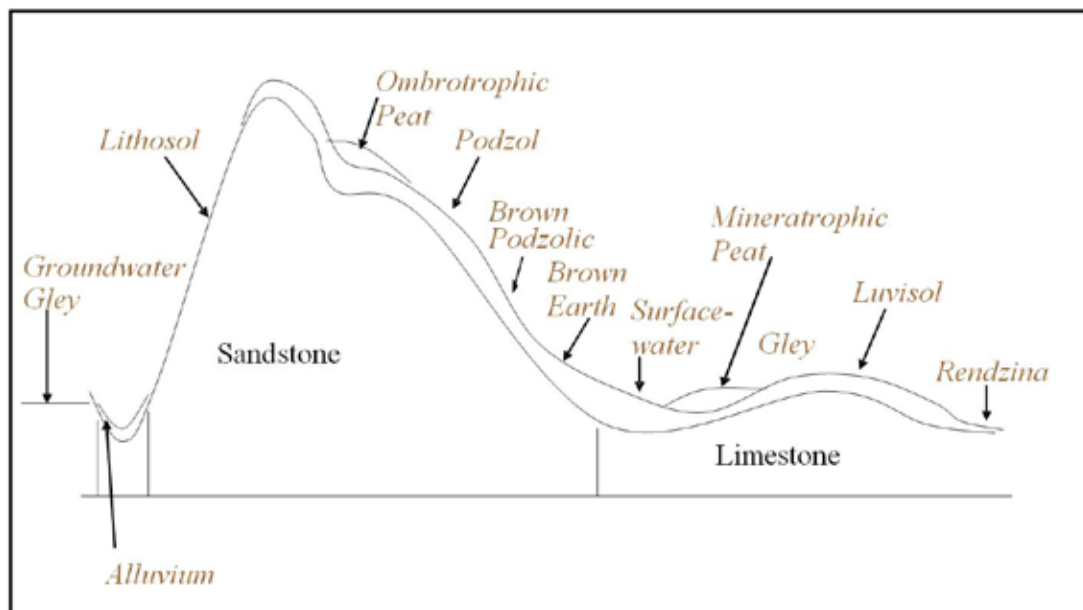 Ombrotrophic
Peat
Lithosol
Podzol
Brown
Podzolic
Mineratrophic
Peat
Groundwater
Gley
Brown
Earth
Surface-
water
Gley
Luvisol
Rendzina
Sandstone
Limestone
Alluvium